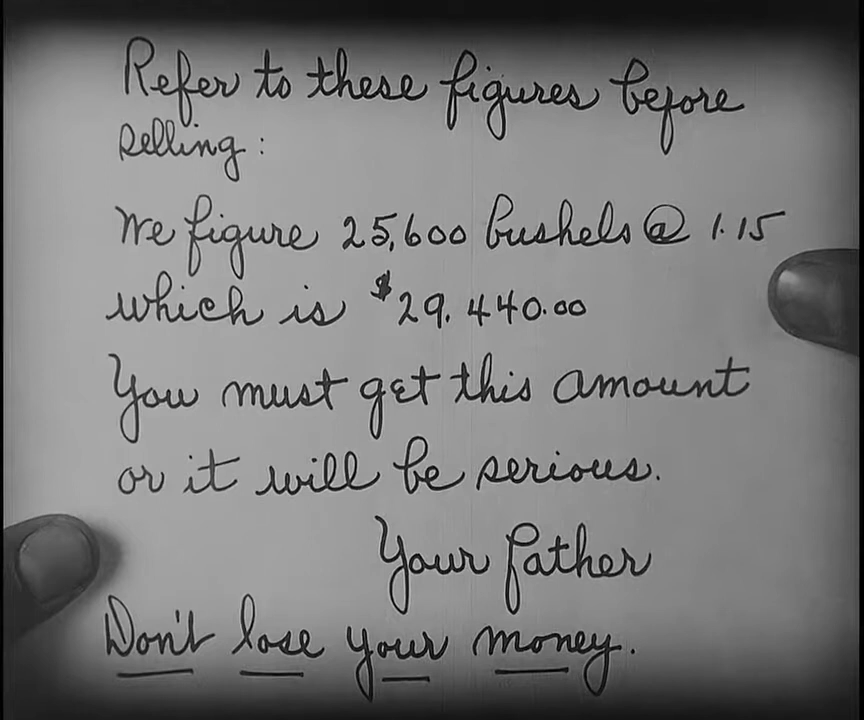 Refer to these figures before
selling:
We figure 25,600 bushels @ 1.15
which is $29,440.00
You must get this amount
or it will be serious.
Your father
Don't lose your money.